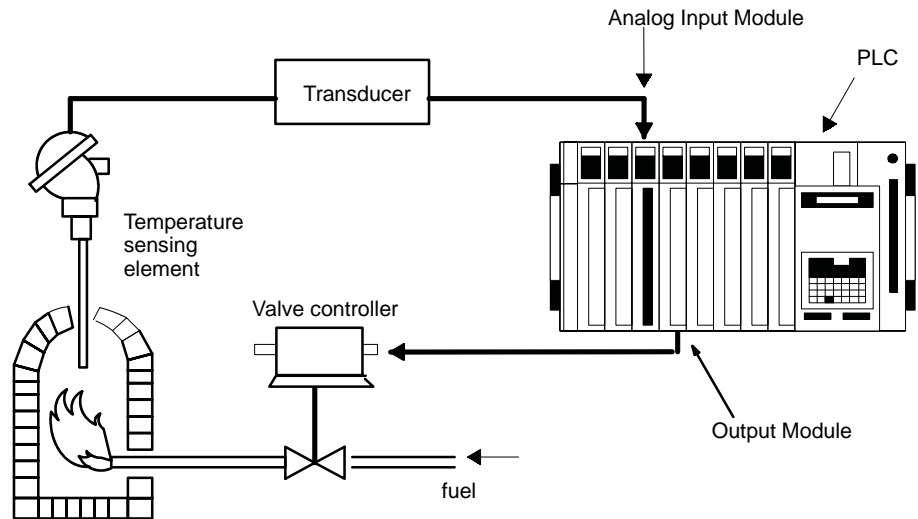 Analog Input Module
PLC
Transducer
Temperature
sensing
element
Valve controller
Output Module
fuel